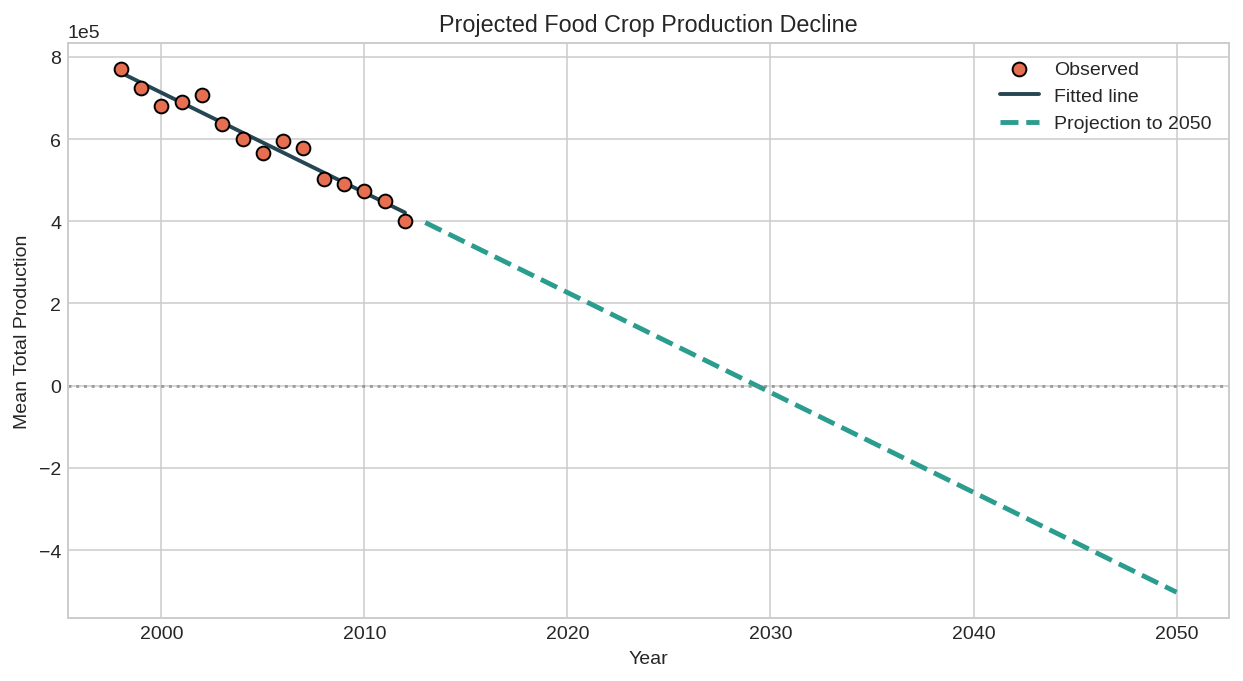 Projected Food Crop Production Decline
1e5
8
6
4
2
0
−2
−4
Mean Total Production
2000
2010
2020
2030
2040
2050
Year
Observed
Fitted line
Projection to 2050